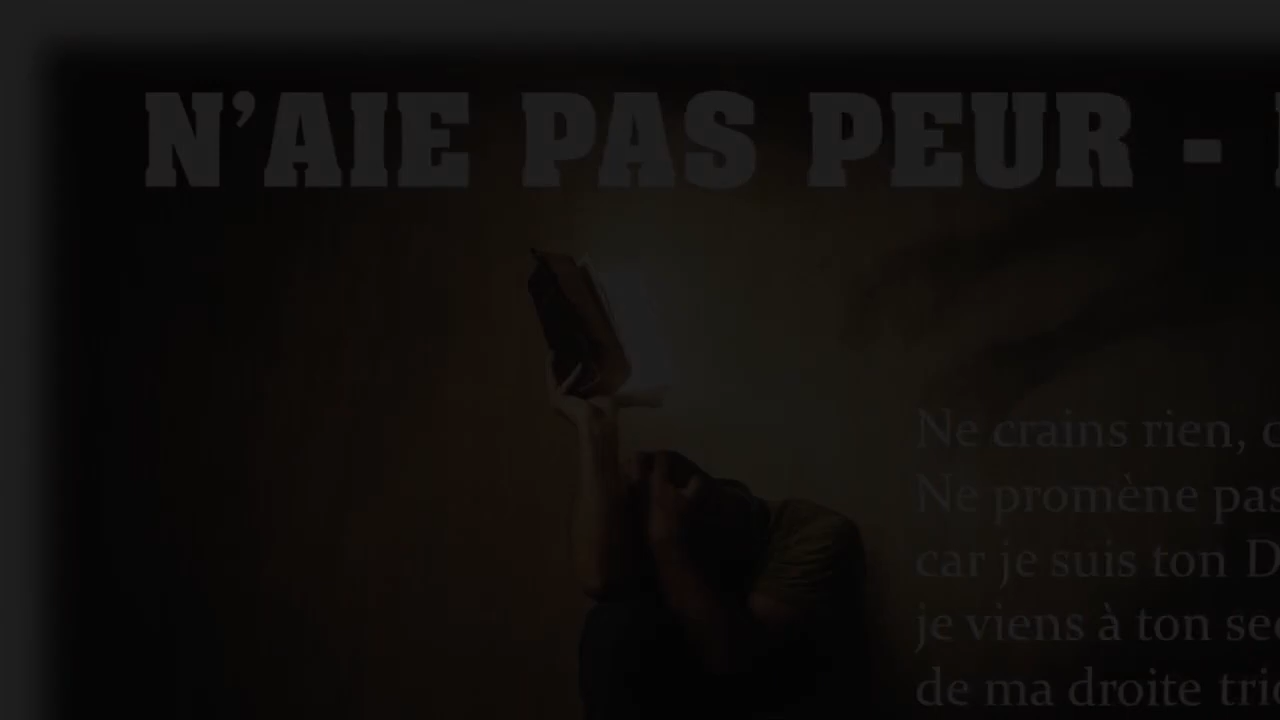 N’AIE PAS PEUR -
Ne crains rien,
Ne promène pas
car je suis ton
je viens à ton
de ma droite